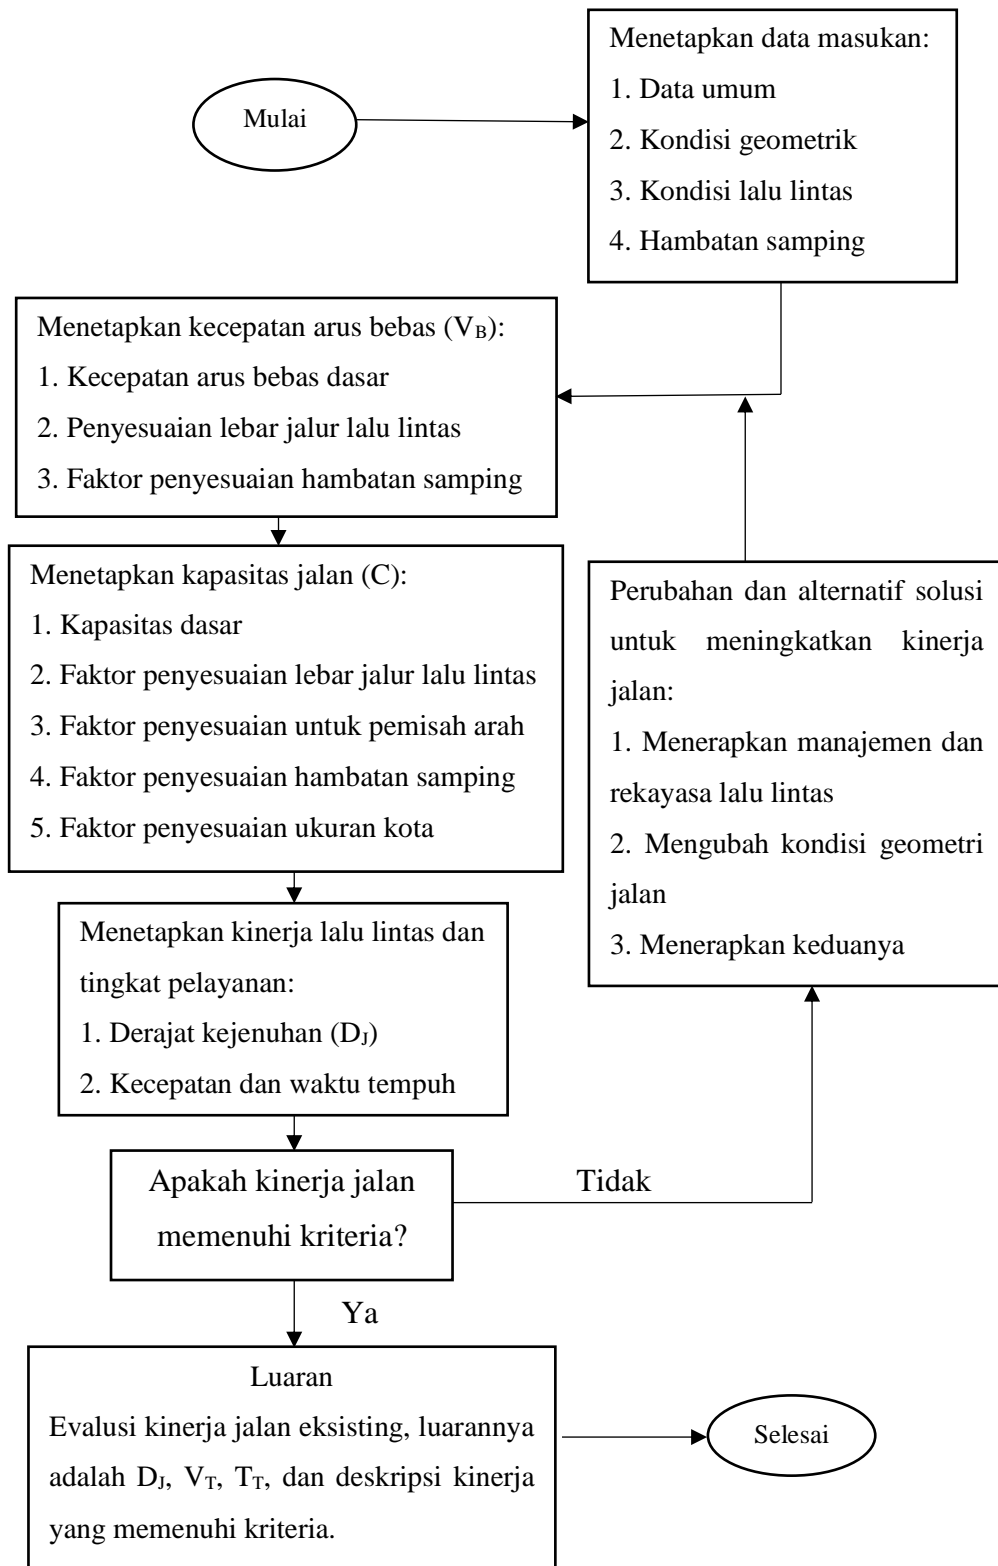 Mulai
Menetapkan data masukan:
1. Data umum
2. Kondisi geometrik
3. Kondisi lalu lintas
4. Hambatan samping
Menetapkan kecepatan arus bebas (V_B):
1. Kecepatan arus bebas dasar
2. Penyesuaian lebar jalur lalu lintas
3. Faktor penyesuaian hambatan samping
Menetapkan kapasitas jalan (C):
1. Kapasitas dasar
2. Faktor penyesuaian lebar jalur lalu lintas
3. Faktor penyesuaian untuk pemisah arah
4. Faktor penyesuaian hambatan samping
5. Faktor penyesuaian ukuran kota
Perubahan dan alternatif solusi
untuk meningkatkan kinerja
jalan:
1. Menerapkan manajemen dan
rekayasa lalu lintas
2. Mengubah kondisi geometri
jalan
3. Menerapkan keduanya
Menetapkan kinerja lalu lintas dan
tingkat pelayanan:
1. Derajat kejenuhan (D_J)
2. Kecepatan dan waktu tempuh
Apakah kinerja jalan
memenuhi kriteria?
Tidak
Ya
Luaran
Evalusi kinerja jalan eksisting, luarannya
adalah D_J, V_T, T_T, dan deskripsi kinerja
yang memenuhi kriteria.
Selesai